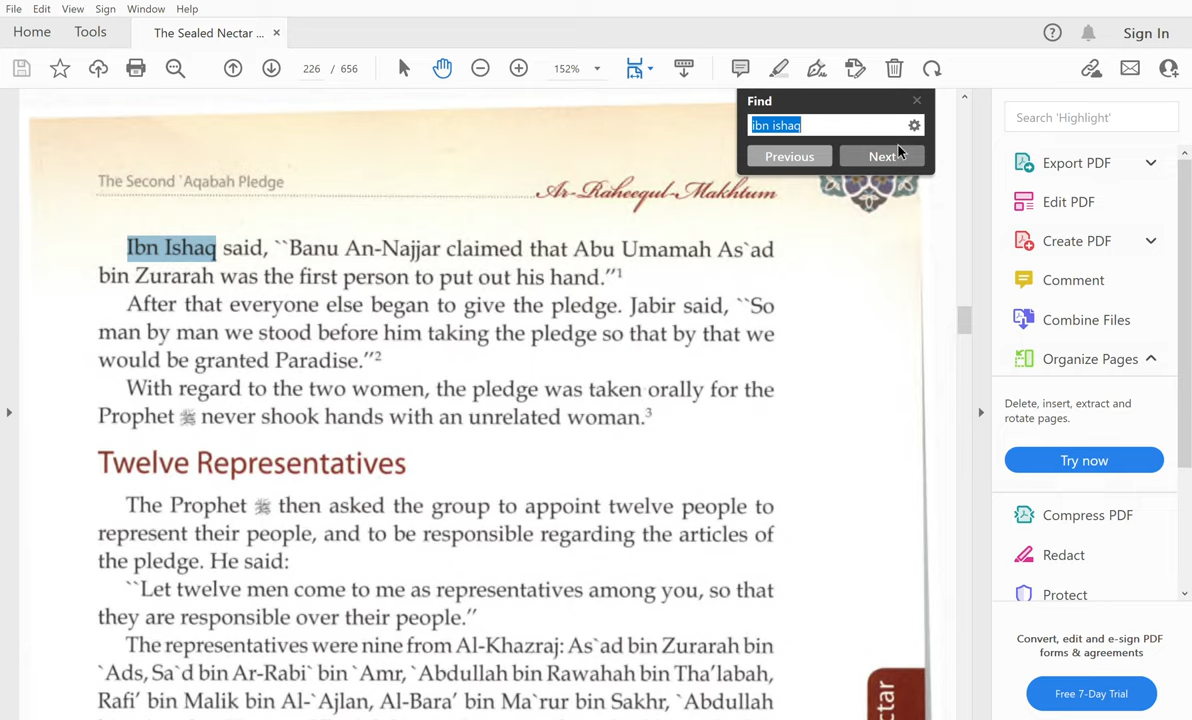 File Edit View Sign Window Help
Home Tools The Sealed Nectar ... × Sign In
226 / 656 152%
Find
ibn ishaq
Previous Next
Search 'Highlight'
Export PDF
Edit PDF
Create PDF
Comment
Combine Files
Organize Pages
Delete, insert, extract and
rotate pages.
Try now
Compress PDF
Redact
Protect
Convert, edit and e-sign PDF
forms & agreements
Free 7-Day Trial
The Second `Aqabah Pledge Ar-Raheequl-Makhtum
Ibn Ishaq said, ``Banu An-Najjar claimed that Abu Umamah As`ad
bin Zurarah was the first person to put out his hand.”¹
After that everyone else began to give the pledge. Jabir said, ``So
man by man we stood before him taking the pledge so that by that we
would be granted Paradise.”²
With regard to the two women, the pledge was taken orally for the
Prophet ﷺ never shook hands with an unrelated woman.³
Twelve Representatives
The Prophet ﷺ then asked the group to appoint twelve people to
represent their people, and to be responsible regarding the articles of
the pledge. He said:
``Let twelve men come to me as representatives among you, so that
they are responsible over their people.”
The representatives were nine from Al-Khazraj: As`ad bin Zurarah bin
`Ads, Sa`d bin Ar-Rabi` bin `Amr, `Abdullah bin Rawahah bin Tha'labah,
Rafi' bin Malik bin Al-`Ajlan, Al-Bara' bin Ma`rur bin Sakhr, `Abdullah